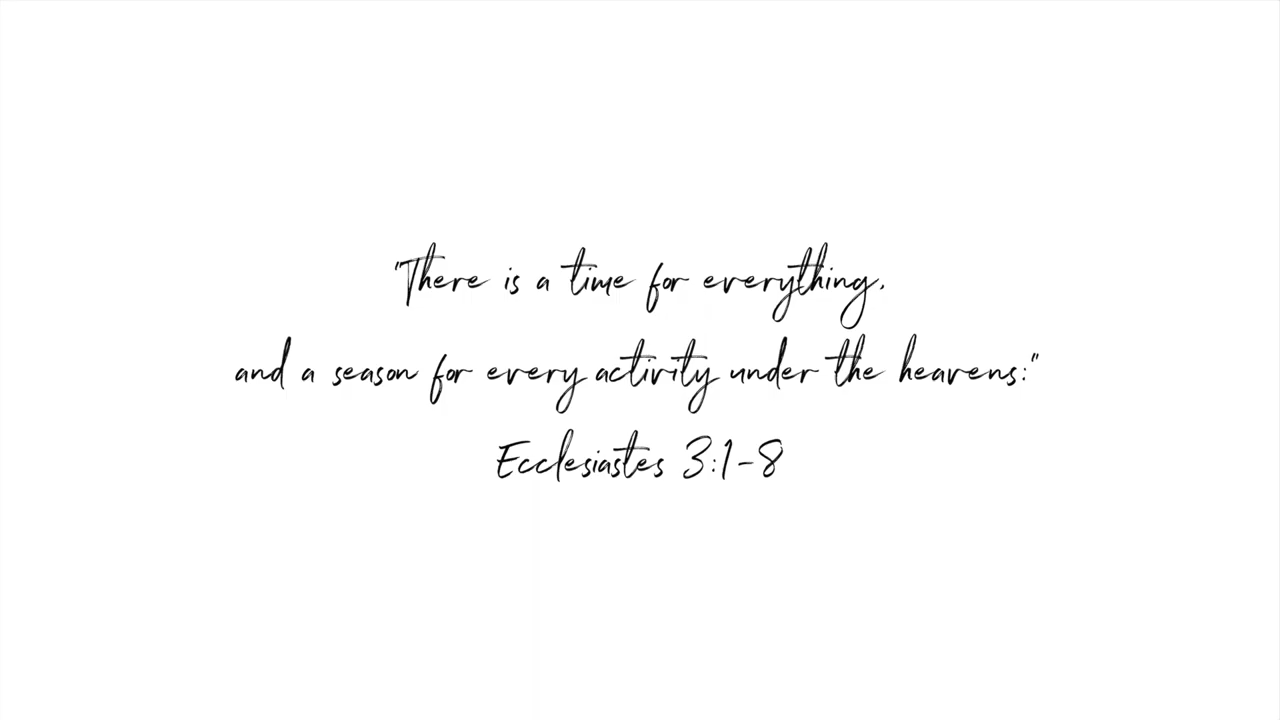 "There is a time for everything,
and a season for every activity under the heavens:"
Ecclesiastes 3:1-8